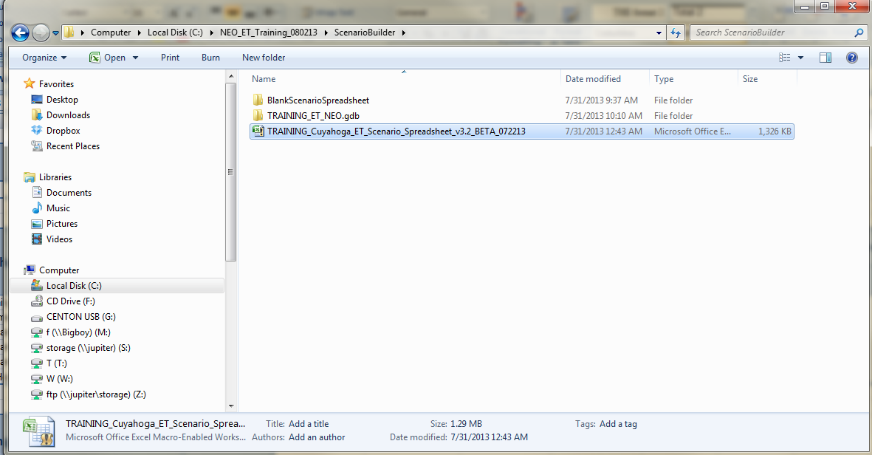 Computer ▸ Local Disk (C:) ▸ NEO_ET_Training_080213 ▸ ScenarioBuilder ▸ Search ScenarioBuilder
Organize Open Print Burn New folder
Name Date modified Type Size
Favorites
Desktop
Downloads
Dropbox
Recent Places
Libraries
Documents
Music
Pictures
Videos
Computer
Local Disk (C:)
CD Drive (F:)
CENTON USB (G:)
f (\\Bigboy) (M:)
storage (\\jupiter) (S:)
T (T:)
W (W:)
ftp (\\jupiter\storage) (Z:)
BlankScenarioSpreadsheet 7/31/2013 9:37 AM File folder
TRAINING_ET_NEO.gdb 7/31/2013 10:10 AM File folder
TRAINING_Cuyahoga_ET_Scenario_Spreadsheet_v3.2_BETA_072213 7/31/2013 12:43 AM Microsoft Office E... 1,326 KB
TRAINING_Cuyahoga_ET_Scenario_Sprea... Title: Add a title Size: 1.29 MB Tags: Add a tag
Microsoft Office Excel Macro-Enabled Works... Authors: Add an author Date modified: 7/31/2013 12:43 AM